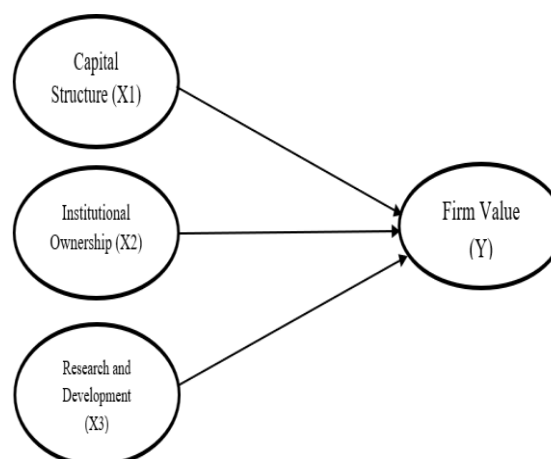 Capital
Structure (X1)
Institutional
Ownership (X2)
Firm Value
(Y)
Research and
Development
(X3)